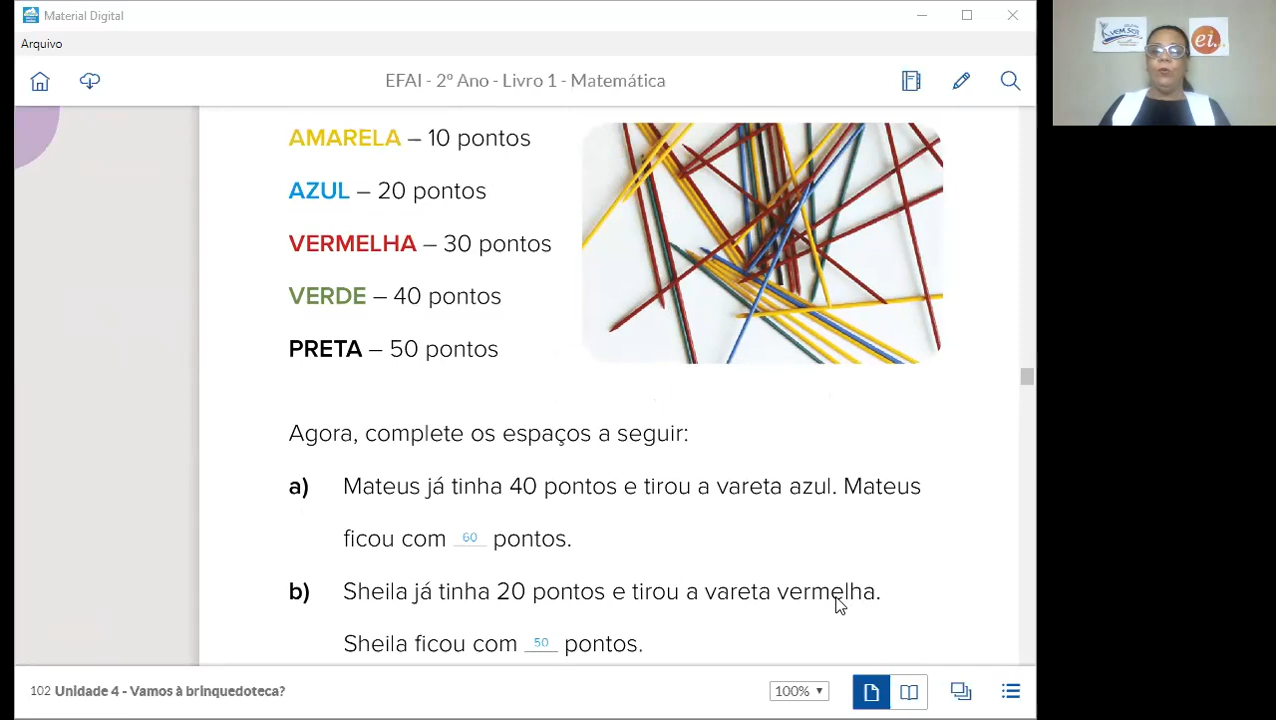 Material Digital
Arquivo
EFAI - 2º Ano - Livro 1 - Matemática
AMARELA – 10 pontos
AZUL – 20 pontos
VERMELHA – 30 pontos
VERDE – 40 pontos
PRETA – 50 pontos
Agora, complete os espaços a seguir:
a) Mateus já tinha 40 pontos e tirou a vareta azul. Mateus
ficou com 60 pontos.
b) Sheila já tinha 20 pontos e tirou a vareta vermelha.
Sheila ficou com 50 pontos.
102 Unidade 4 - Vamos à brinquedoteca?
100%
VEM SER
ei.